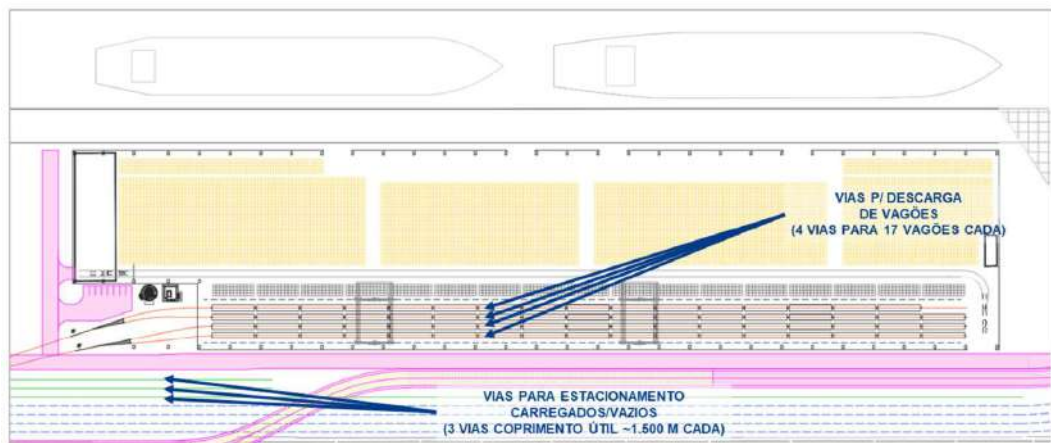 VIAS P/ DESCARGA
DE VAGÕES
(4 VIAS PARA 17 VAGÕES CADA)
VIAS PARA ESTACIONAMENTO
CARREGADOS/VAZIOS
(3 VIAS COPRIMENTO ÚTIL ~1.500 M CADA)